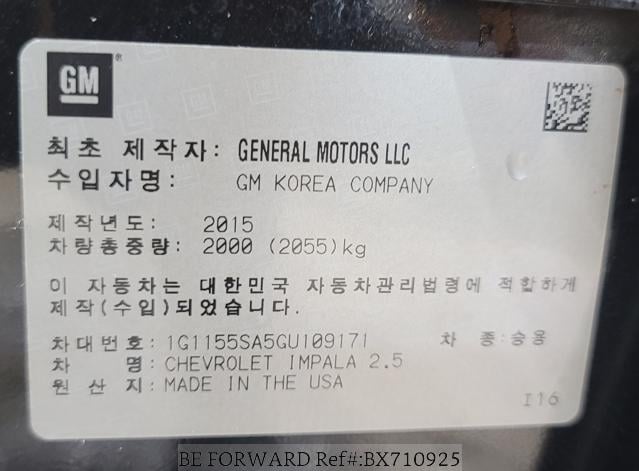 GM ®
최초 제작자: GENERAL MOTORS LLC
수입자명: GM KOREA COMPANY
제작년도: 2015
차량총중량: 2000 (2055)kg
이 자동차는 대한민국 자동차관리법령에 적합하게
제작(수입)되었습니다.
차대번호: 1G1155SA5GU109171 차 종:승용
차 명: CHEVROLET IMPALA 2.5
원 산 지: MADE IN THE USA
I16
BE FORWARD Ref#:BX710925